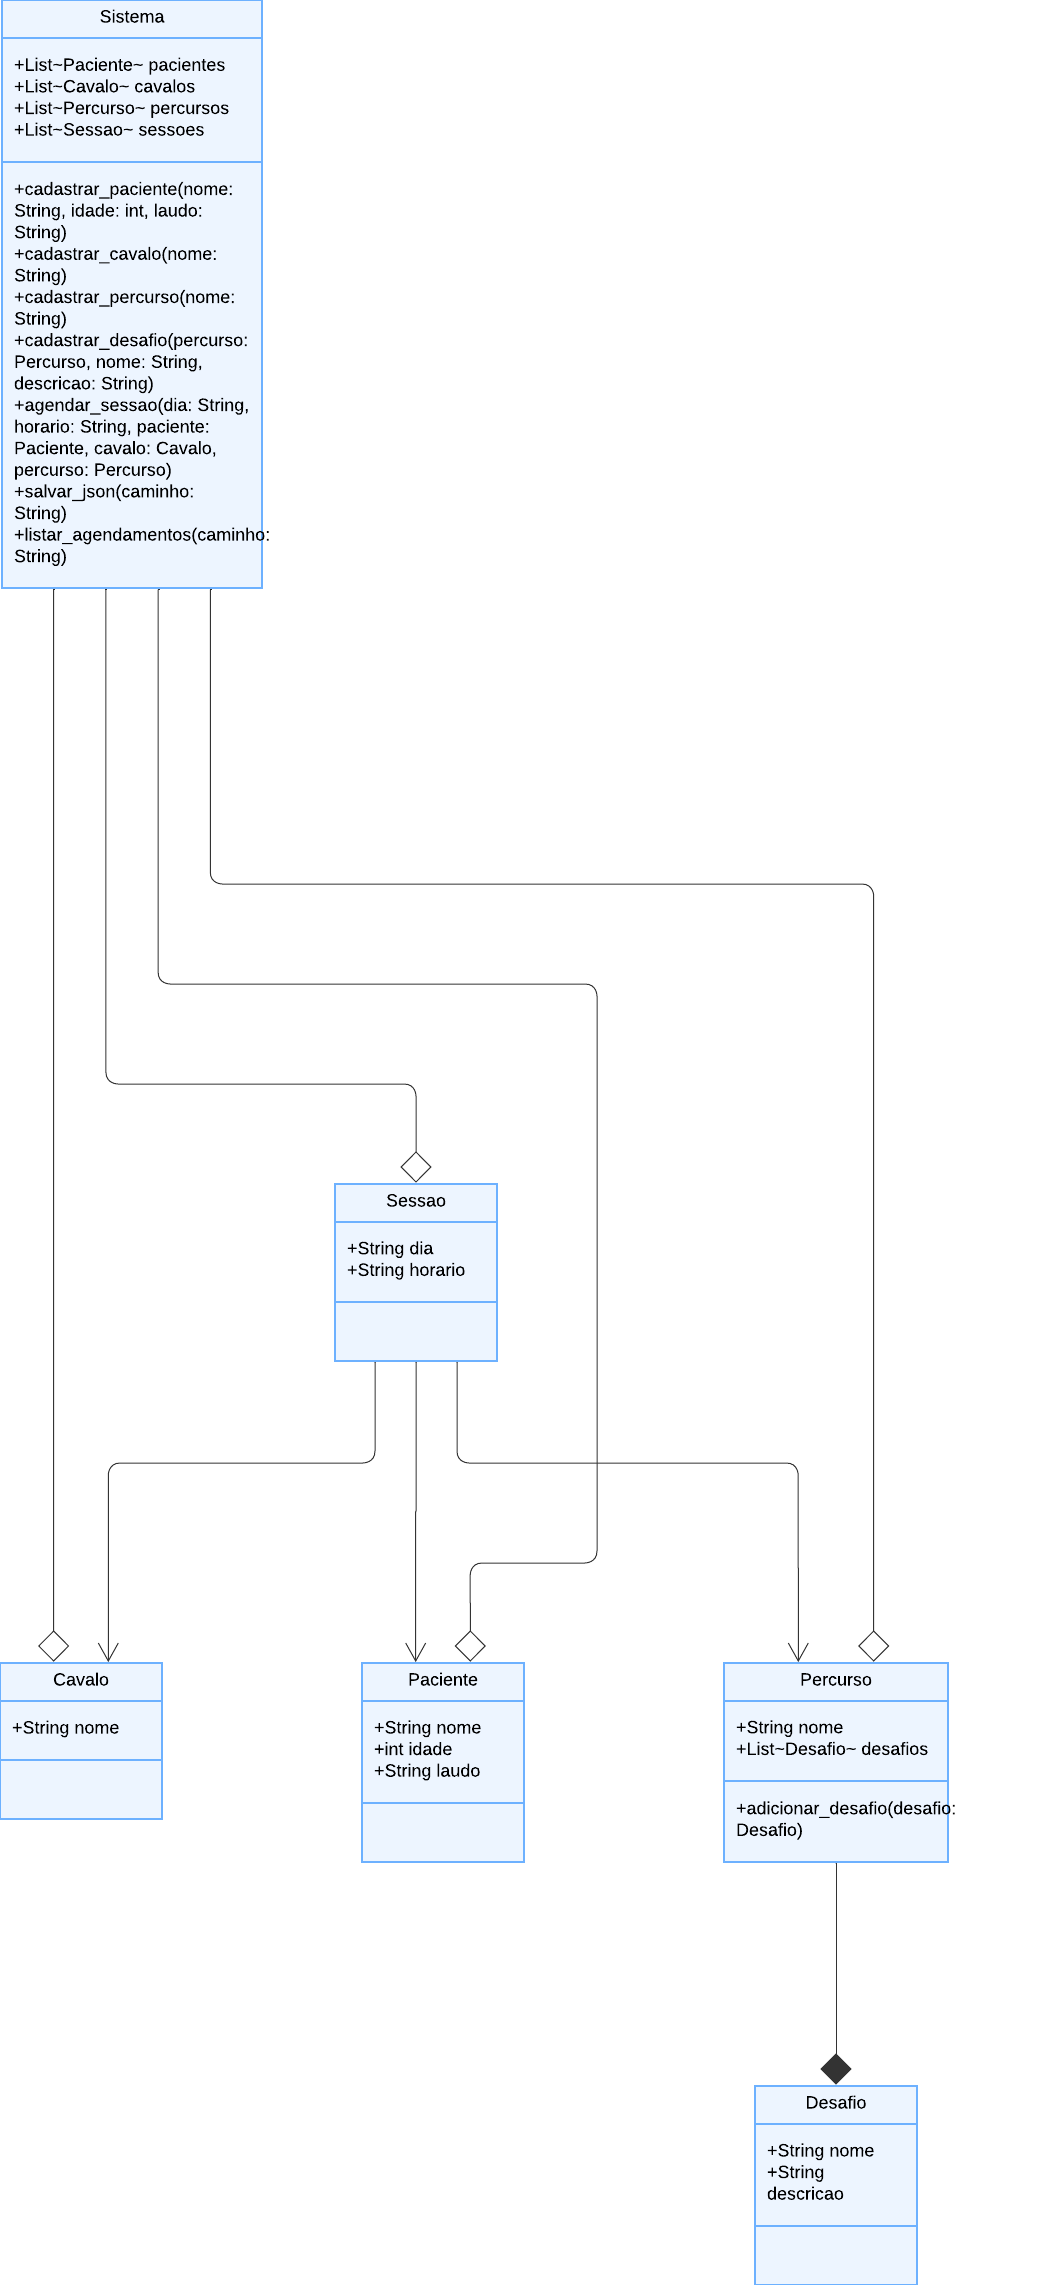 Sistema
+List~Paciente~ pacientes
+List~Cavalo~ cavalos
+List~Percurso~ percursos
+List~Sessao~ sessoes
+cadastrar_paciente(nome:
String, idade: int, laudo:
String)
+cadastrar_cavalo(nome:
String)
+cadastrar_percurso(nome:
String)
+cadastrar_desafio(percurso:
Percurso, nome: String,
descricao: String)
+agendar_sessao(dia: String,
horario: String, paciente:
Paciente, cavalo: Cavalo,
percurso: Percurso)
+salvar_json(caminho:
String)
+listar_agendamentos(caminho:
String)
Sessao
+String dia
+String horario
Cavalo
+String nome
Paciente
+String nome
+int idade
+String laudo
Percurso
+String nome
+List~Desafio~ desafios
+adicionar_desafio(desafio:
Desafio)
Desafio
+String nome
+String
descricao